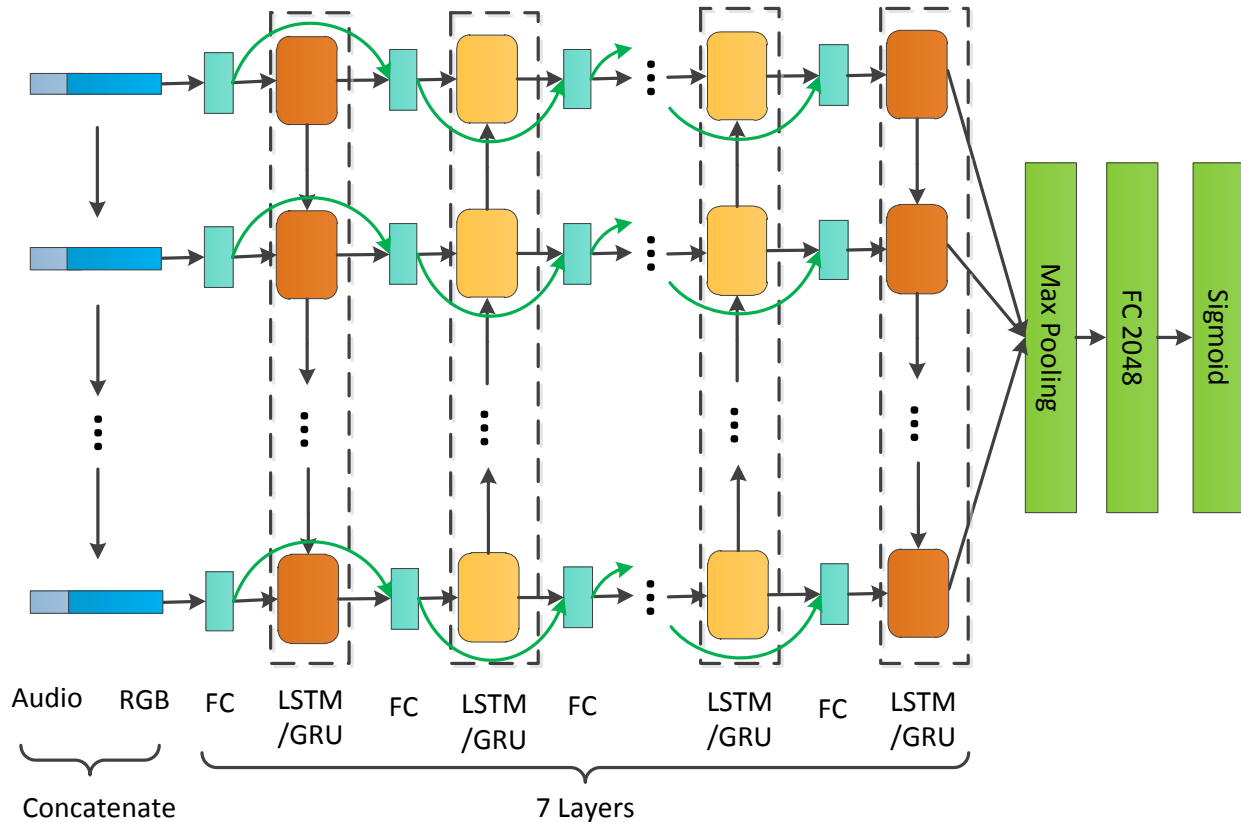 Max Pooling
FC 2048
Sigmoid
Audio RGB FC LSTM FC LSTM FC LSTM FC LSTM
/GRU /GRU /GRU /GRU
Concatenate 7 Layers